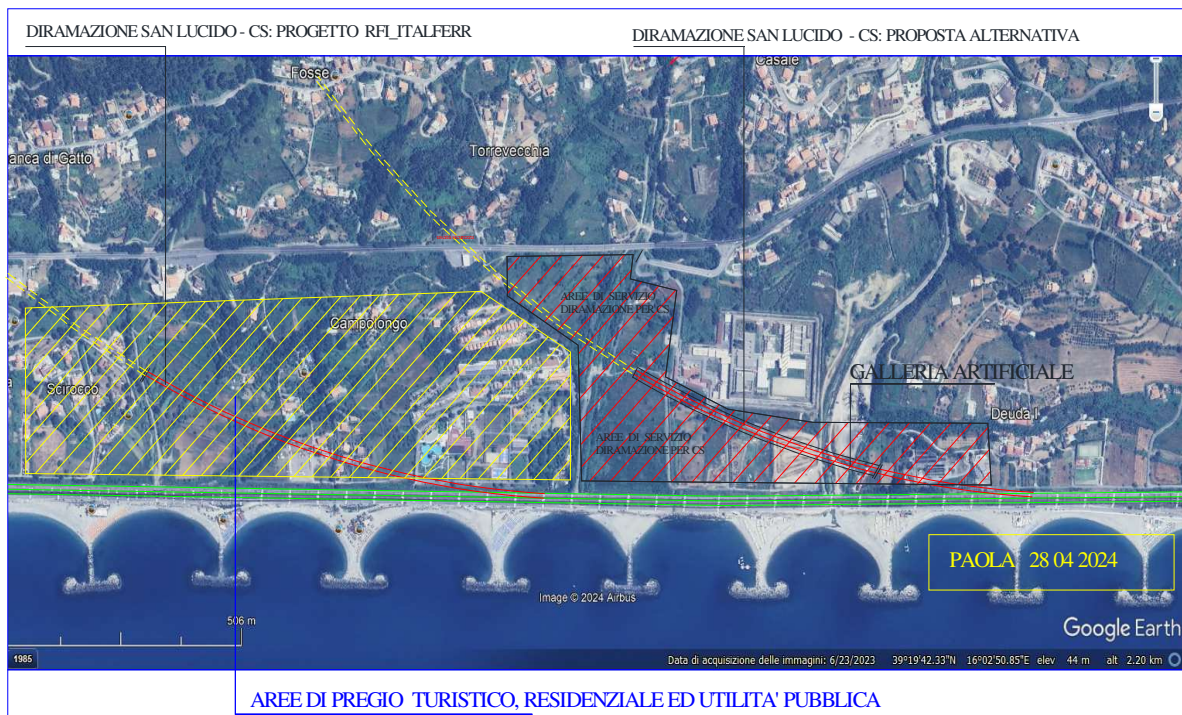 DIRAMAZIONE SAN LUCIDO - CS: PROGETTO RFI_ITALFERR
DIRAMAZIONE SAN LUCIDO - CS: PROPOSTA ALTERNATIVA
Casale
Fosse
Torrevecchia
anca di Gatto
AREE DI SERVIZIO
DIRAMAZIONE PER CS
Campolongo
GALLERIA ARTIFICIALE
Scirocco
Deuda I
AREE DI SERVIZIO
DIRAMAZIONE PER CS
PAOLA 28 04 2024
Image © 2024 Airbus
506 m
Google Earth
1985
Data di acquisizione delle immagini: 6/23/2023 39°19'42.33"N 16°02'50.85"E elev 44 m alt 2.20 km
AREE DI PREGIO TURISTICO, RESIDENZIALE ED UTILITA' PUBBLICA